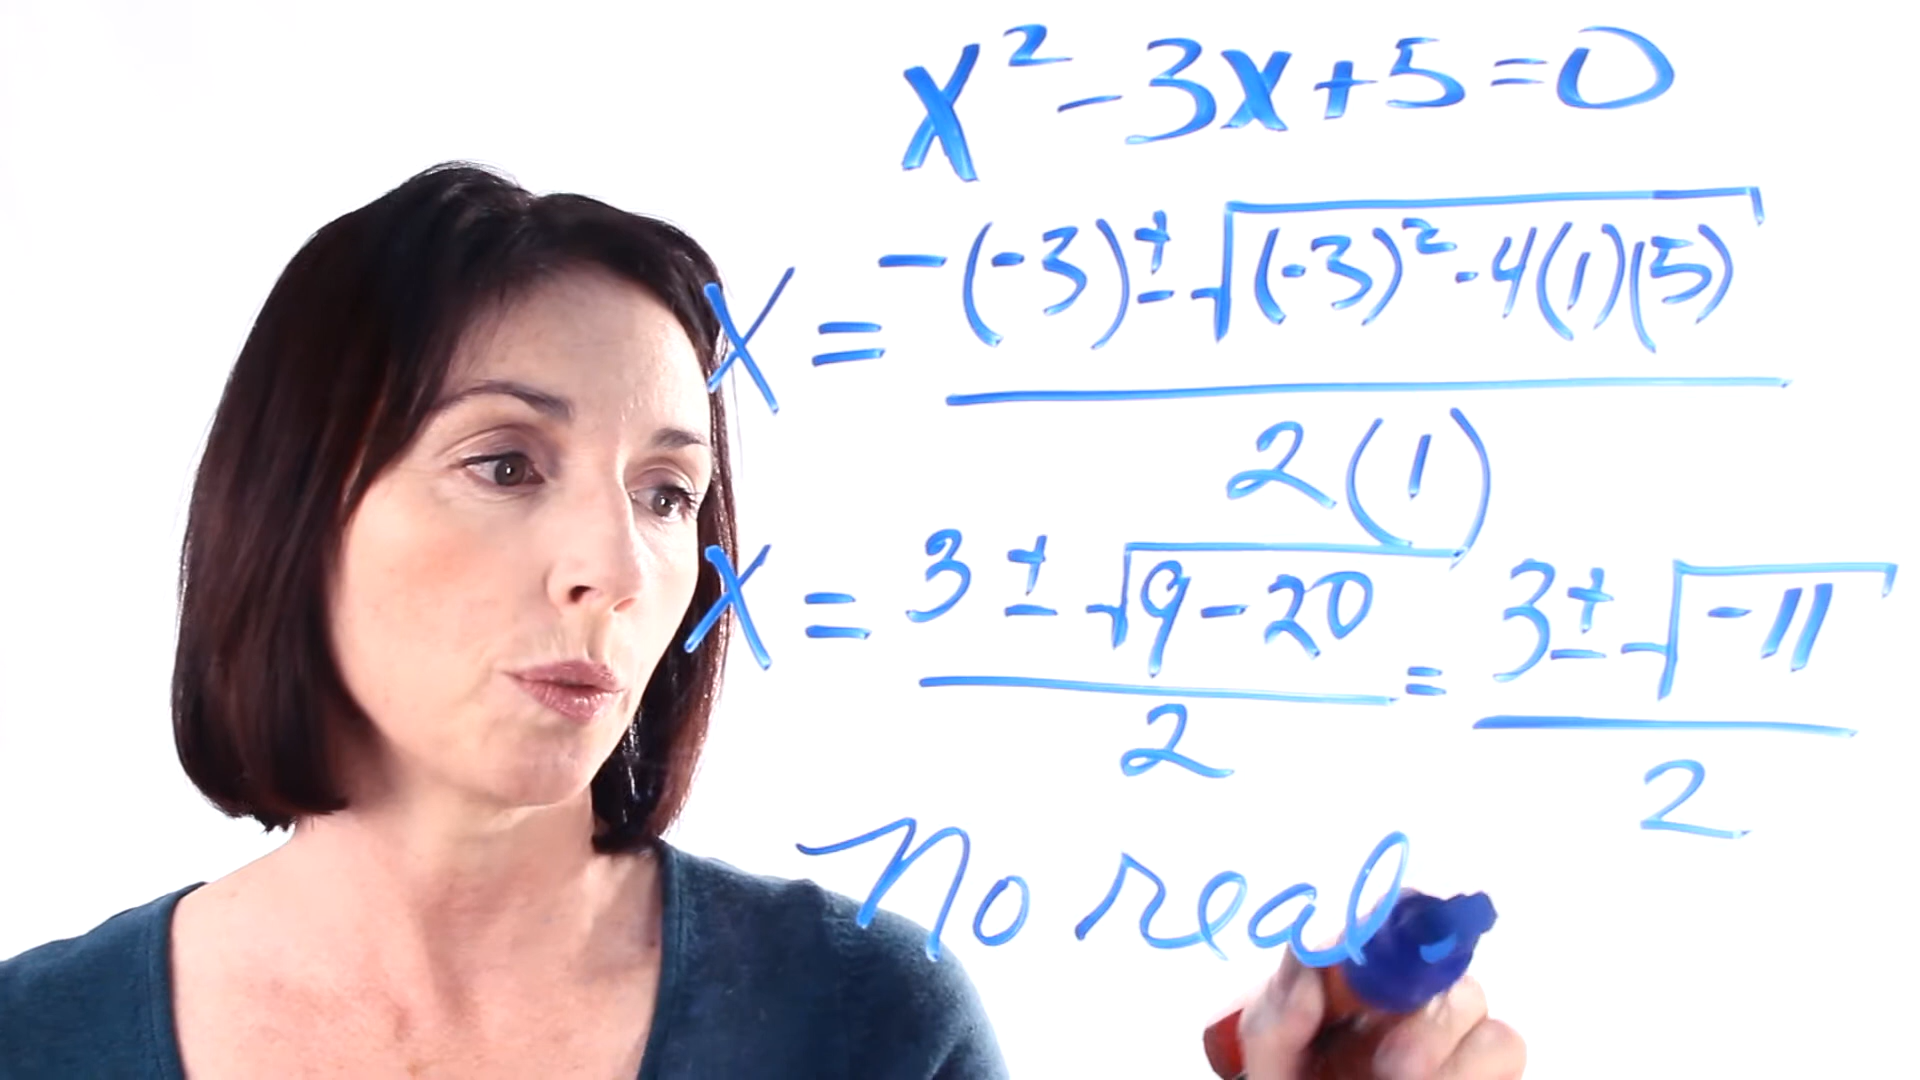 x² - 3x + 5 = 0
x = -(-3) ± √((-3)² - 4(1)(5)) / 2(1)
x = 3 ± √(9 - 20) / 2 = 3 ± √(-11) / 2
No real